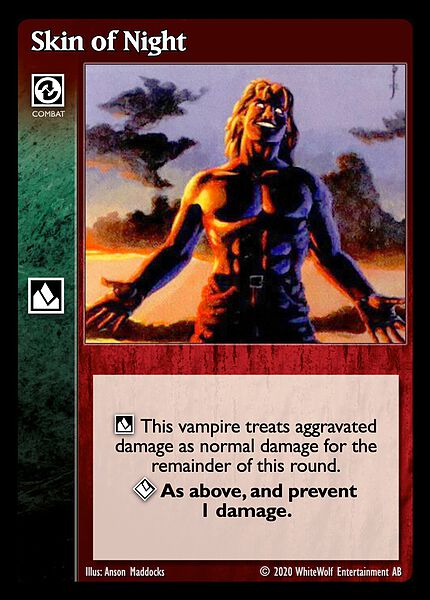 Skin of Night
COMBAT
This vampire treats aggravated
damage as normal damage for the
remainder of this round.
As above, and prevent
1 damage.
Illus: Anson Maddocks © 2020 WhiteWolf Entertainment AB